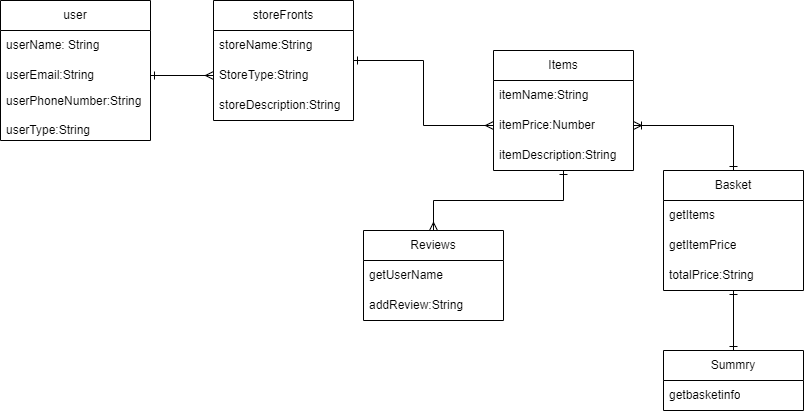 user
userName: String
userEmail:String
userPhoneNumber:String
userType:String
storeFronts
storeName:String
StoreType:String
storeDescription:String
Items
itemName:String
itemPrice:Number
itemDescription:String
Reviews
getUserName
addReview:String
Basket
getItems
getItemPrice
totalPrice:String
Summry
getbasketinfo